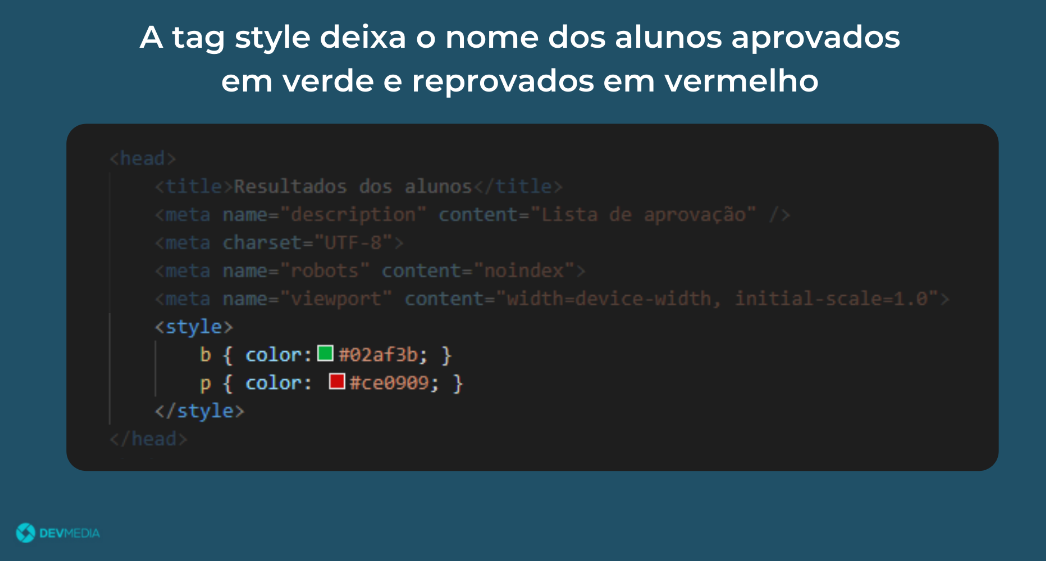 A tag style deixa o nome dos alunos aprovados
em verde e reprovados em vermelho
<head>
<title>Resultados dos alunos</title>
<meta name="description" content="Lista de aprovação" />
<meta charset="UTF-8">
<meta name="robots" content="noindex">
<meta name="viewport" content="width=device-width, initial-scale=1.0">
<style>
b { color: #02af3b; }
p { color: #ce0909; }
</style>
</head>
DEVMEDIA